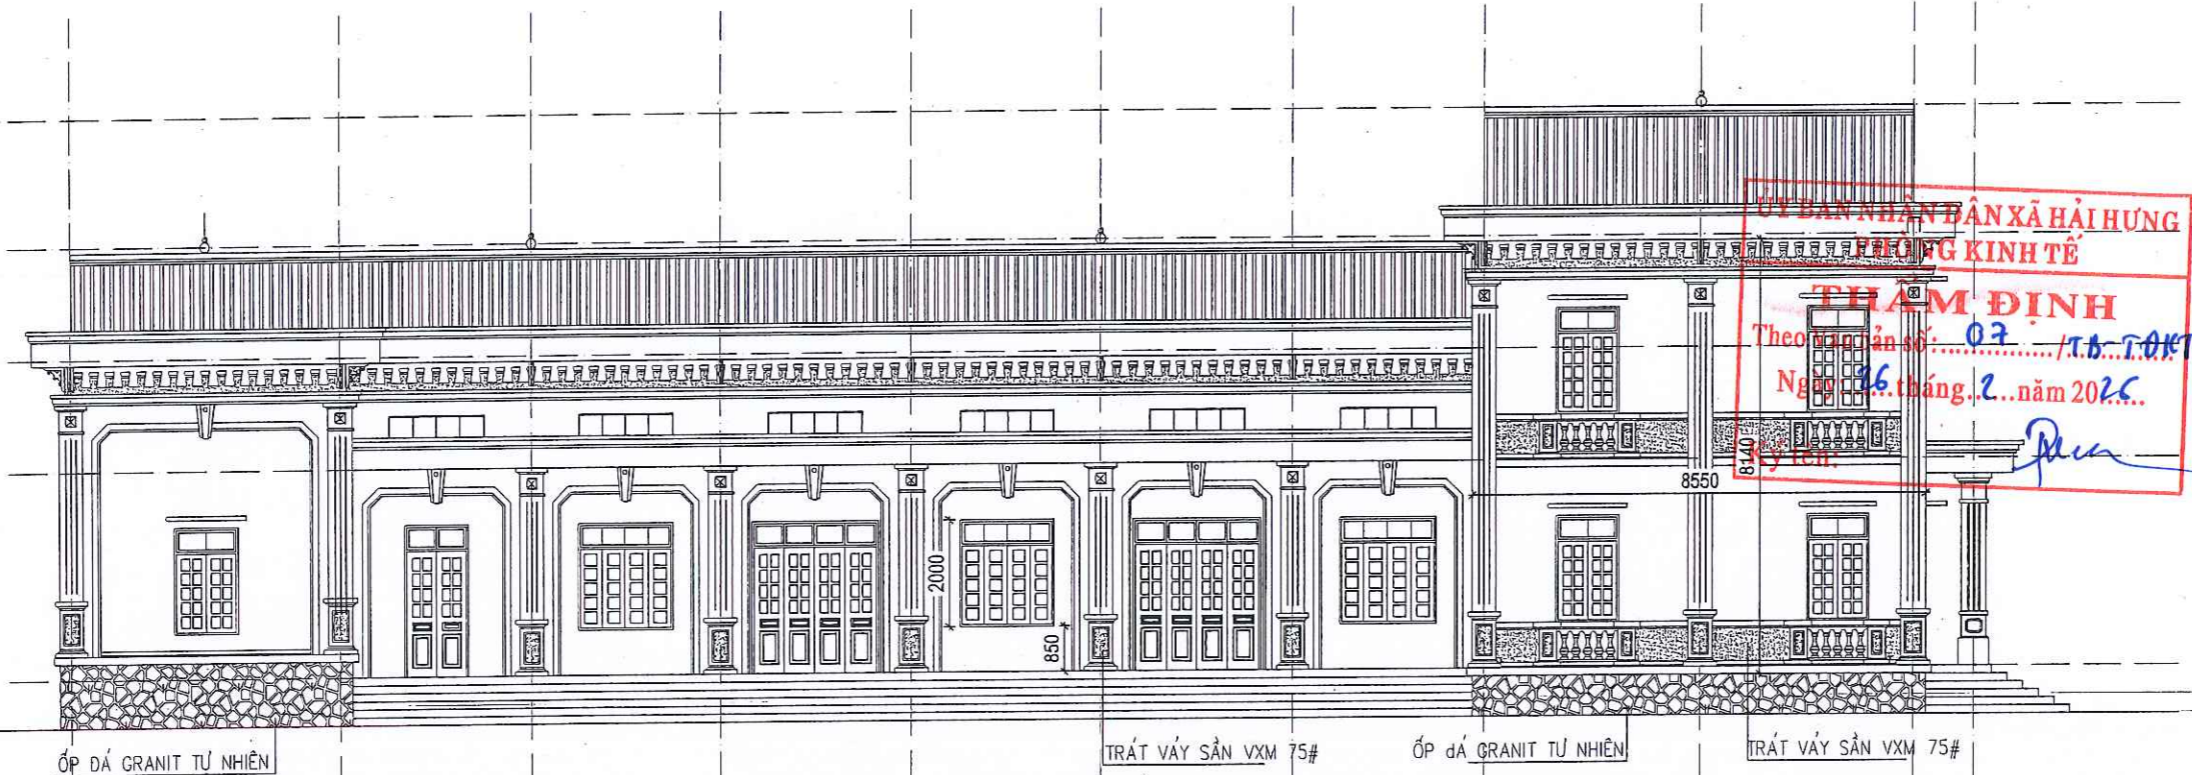 ỦY BAN NHÂN DÂN XÃ HẢI HƯNG
PHÒNG KINH TẾ
THẨM ĐỊNH
Theo văn bản số: 07 /TB-TĐKT
Ngày: 26 tháng 2 năm 2026
Ký tên:
8140
8550
2000
850
ỐP ĐÁ GRANIT TỰ NHIÊN
TRÁT VẢY SẦN VXM 75#
ỐP dÁ GRANIT TỰ NHIÊN
TRÁT VẢY SẦN VXM 75#